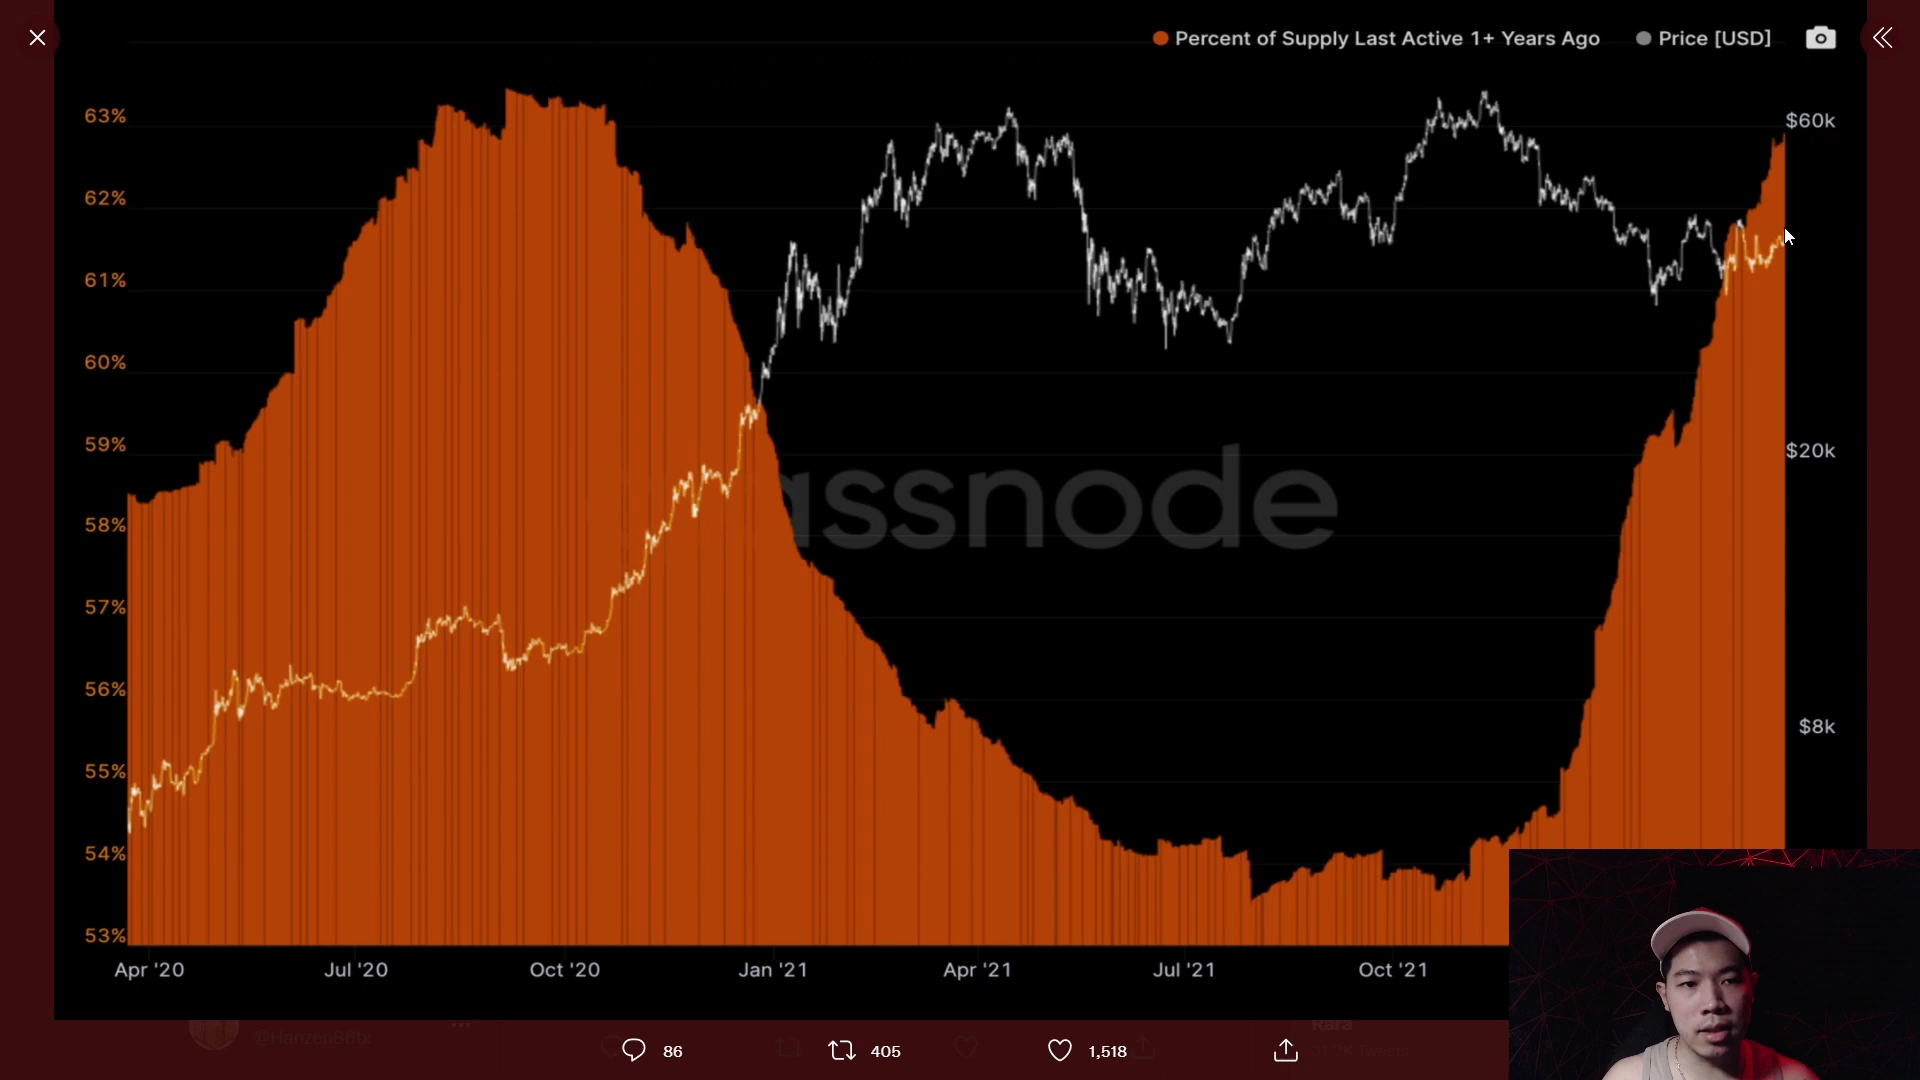 Percent of Supply Last Active 1+ Years Ago
Price [USD]
63%
62%
61%
60%
59%
58%
57%
56%
55%
54%
53%
$60k
$20k
$8k
assnode
Apr '20
Jul '20
Oct '20
Jan '21
Apr '21
Jul '21
Oct '21
Rara
86
405
1,518